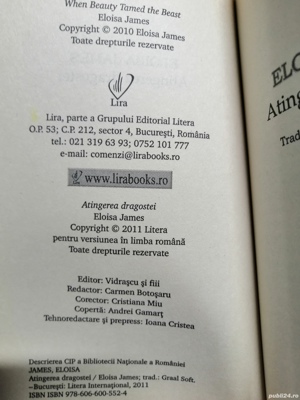 When Beauty Tamed the Beast
Eloisa James
Copyright © 2010 Eloisa James
Toate drepturile rezervate
Lira
Lira, parte a Grupului Editorial Litera
O.P. 53; C.P. 212, sector 4, București, România
tel.: 021 319 63 93; 0752 101 777
e-mail: comenzi@lirabooks.ro
www.lirabooks.ro
Atingerea dragostei
Eloisa James
Copyright © 2011 Litera
pentru versiunea în limba română
Toate drepturile rezervate
Editor: Vidrașcu și fiii
Redactor: Carmen Botoșaru
Corector: Cristiana Miu
Copertă: Andrei Gamarț
Tehnoredactare și prepress: Ioana Cristea
Descrierea CIP a Bibliotecii Naționale a României
JAMES, ELOISA
Atingerea dragostei / Eloisa James; trad.: Graal Soft.
–București: Litera Internațional, 2011
ISBN ISBN 978-606-600-552-4
ELO
Atinge
Trad
publi24.ro